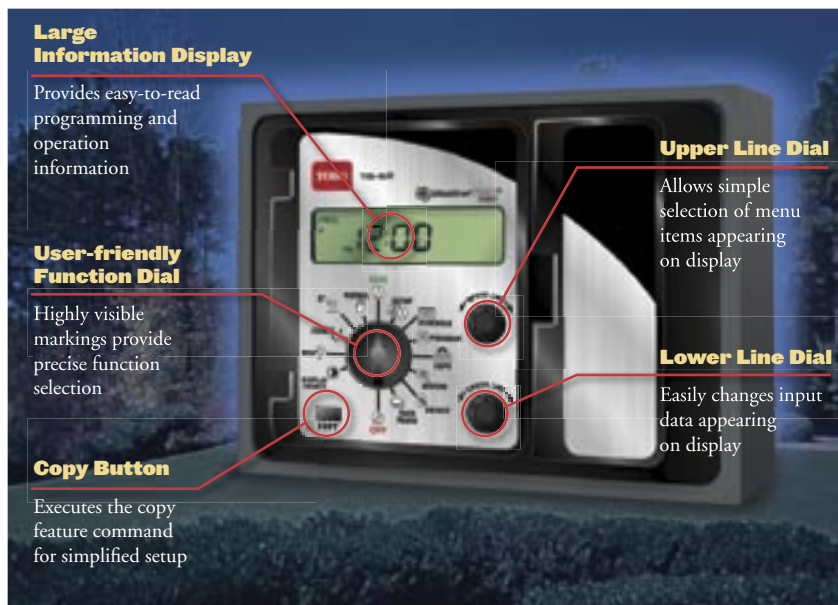 Large
Information Display
Provides easy-to-read
programming and
operation
information
User-friendly
Function Dial
Highly visible
markings provide
precise function
selection
Copy Button
Executes the copy
feature command
for simplified setup
Upper Line Dial
Allows simple
selection of menu
items appearing
on display
Lower Line Dial
Easily changes input
data appearing
on display
TORO
12:00
OFF
COPY